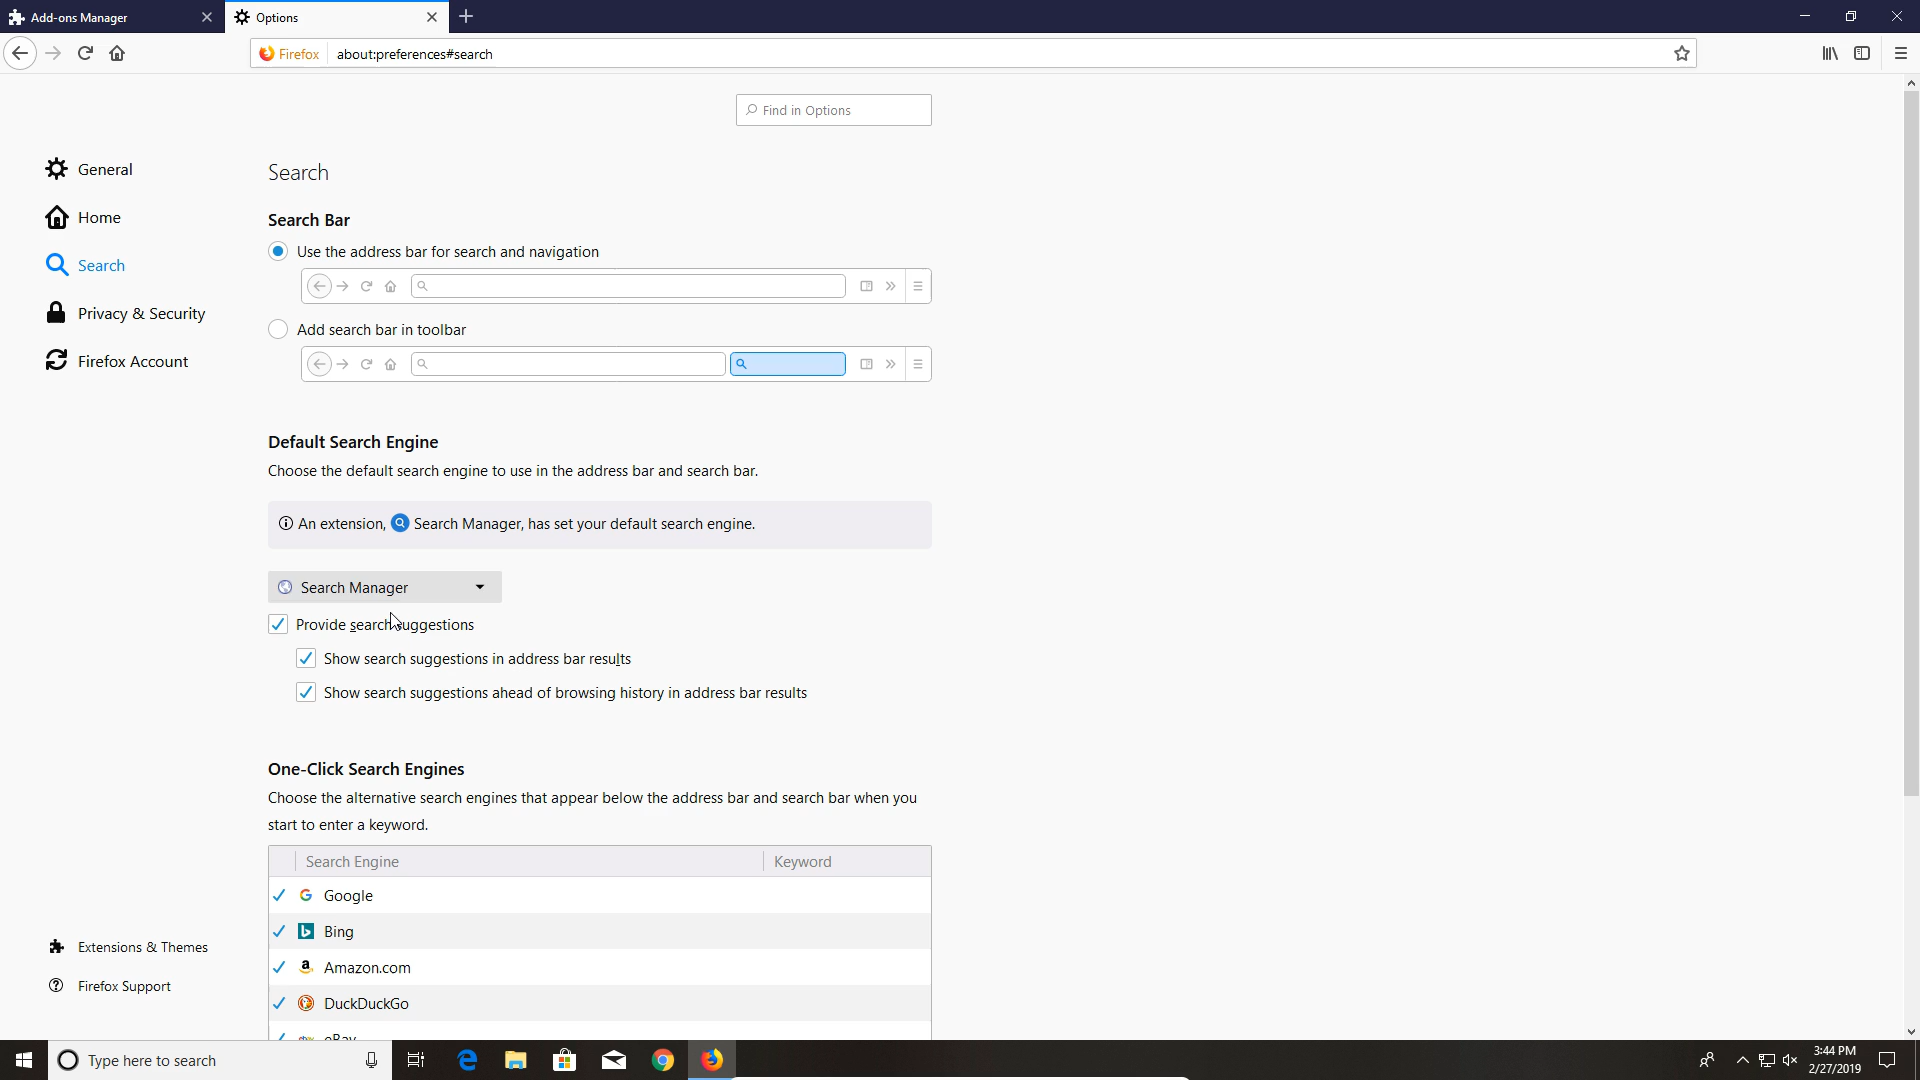 Add-ons Manager
Options
Firefox
about:preferences#search
Find in Options
General
Home
Search
Privacy & Security
Firefox Account
Extensions & Themes
Firefox Support
Search
Search Bar
Use the address bar for search and navigation
Add search bar in toolbar
Default Search Engine
Choose the default search engine to use in the address bar and search bar.
An extension, Search Manager, has set your default search engine.
Search Manager
Provide search suggestions
Show search suggestions in address bar results
Show search suggestions ahead of browsing history in address bar results
One-Click Search Engines
Choose the alternative search engines that appear below the address bar and search bar when you
start to enter a keyword.
Search Engine Keyword
Google
Bing
Amazon.com
DuckDuckGo
eBay
Type here to search
3:44 PM
2/27/2019